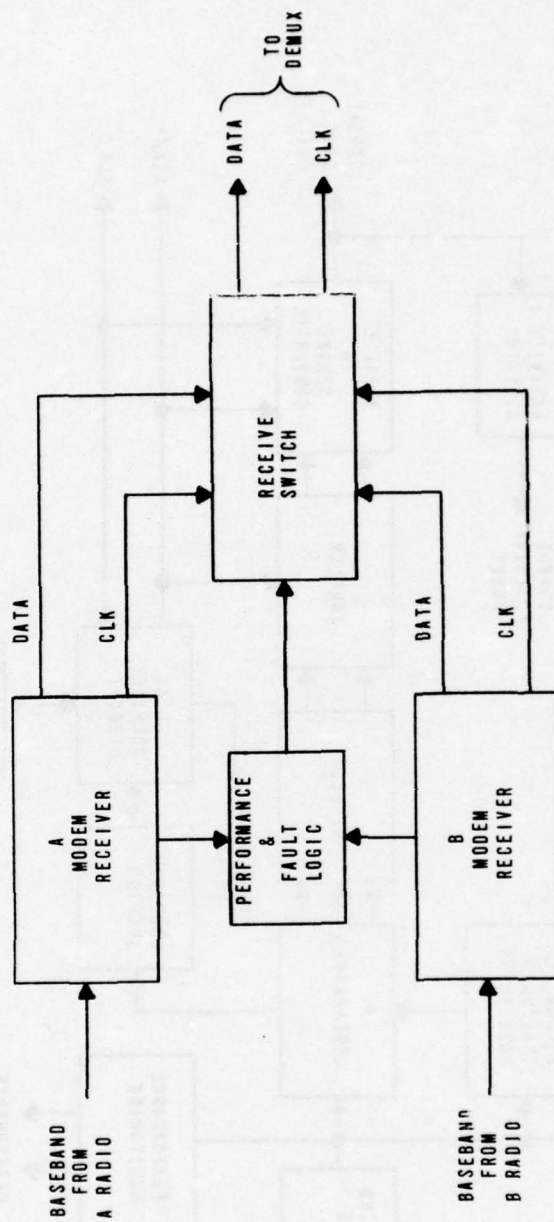 BASEBAND
FROM
A RADIO
A
MODEM
RECEIVER
DATA
CLK
PERFORMANCE
&
FAULT
LOGIC
RECEIVE
SWITCH
DATA
CLK
TO
DEMUX
BASEBAND
FROM
B RADIO
B
MODEM
RECEIVER
DATA
CLK